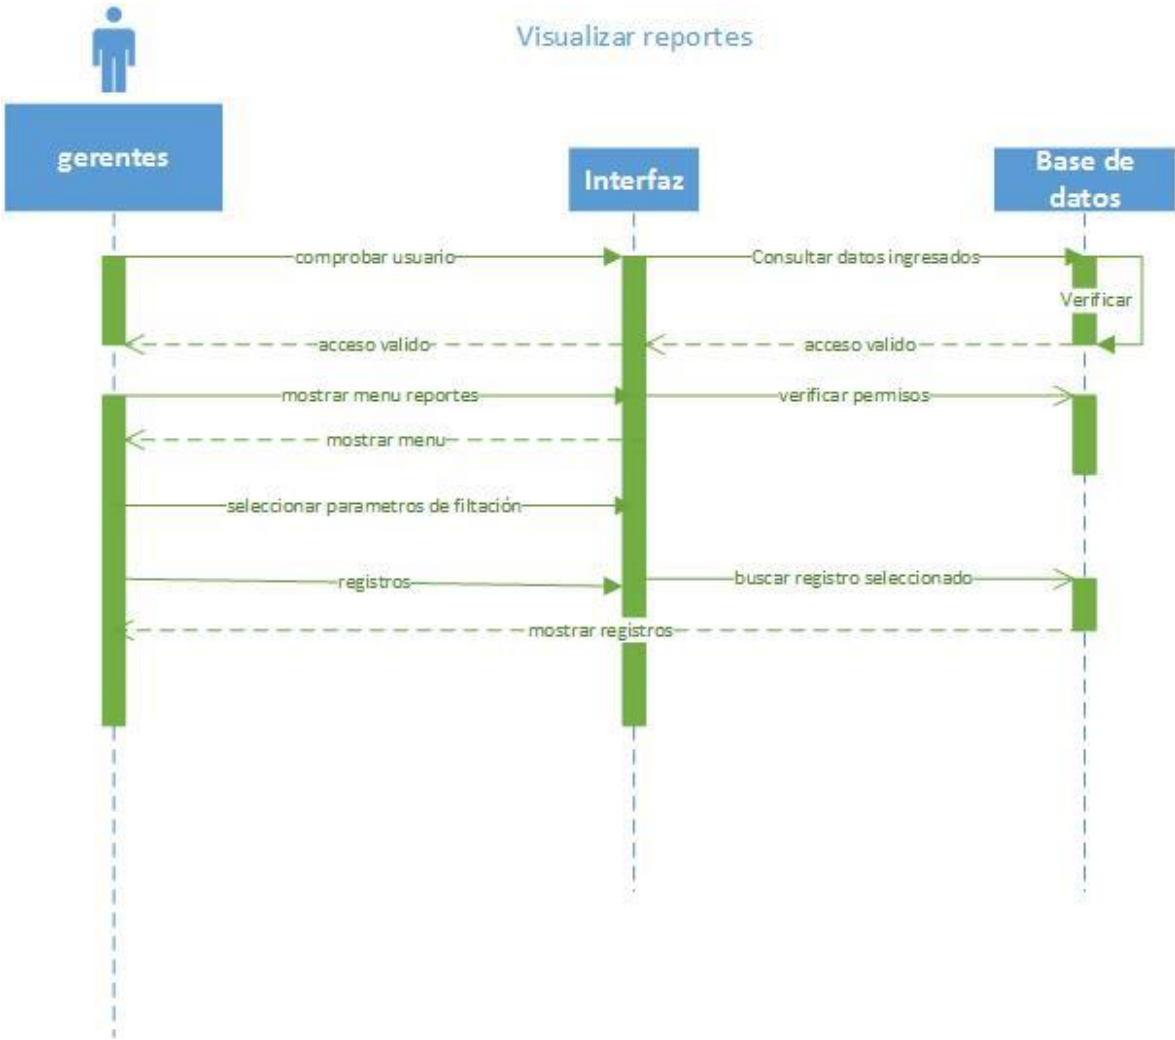 Visualizar reportes
gerentes
Interfaz
Base de
datos
comprobar usuario
Consultar datos ingresados
Verificar
acceso valido
acceso valido
mostrar menu reportes
verificar permisos
mostrar menu
seleccionar parametros de filtación
registros
buscar registro seleccionado
mostrar registros